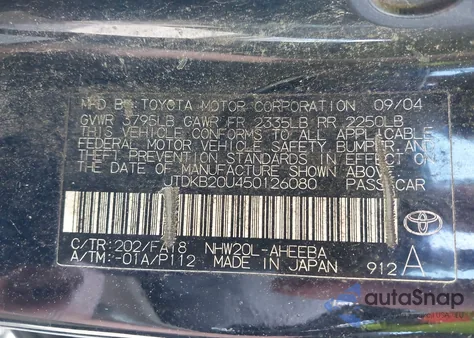 MFD BY TOYOTA MOTOR CORPORATION 09/04
GVWR 3795LB GAWR FR 2335LB RR 2250LB
THIS VEHICLE CONFORMS TO ALL APPLICABLE
FEDERAL MOTOR VEHICLE SAFETY, BUMPER, AND
THEFT PREVENTION STANDARDS IN EFFECT ON
THE DATE OF MANUFACTURE SHOWN ABOVE.
JTDKB20U450126080 PASS. CAR
C/TR: 202/FA18 NHW20L-AHEEBA
A/TM: -01A/P112 MADE IN JAPAN 912 A
autoSnap